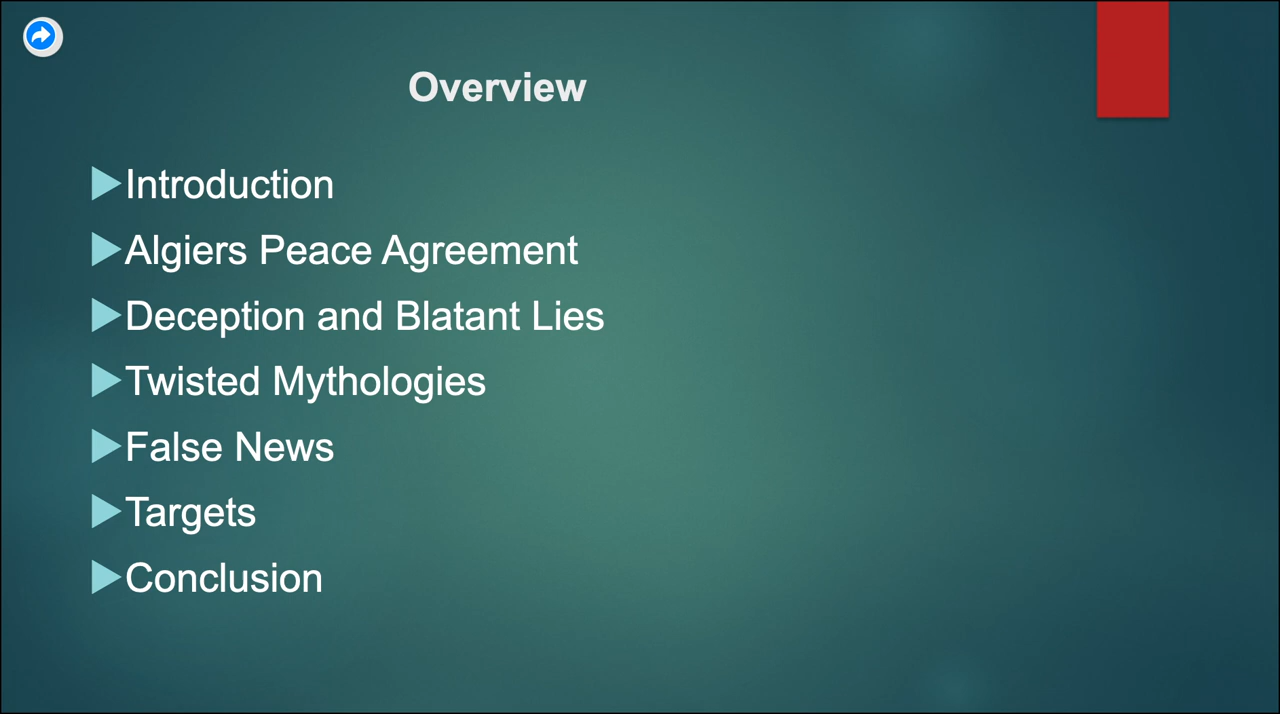 Overview
Introduction
Algiers Peace Agreement
Deception and Blatant Lies
Twisted Mythologies
False News
Targets
Conclusion